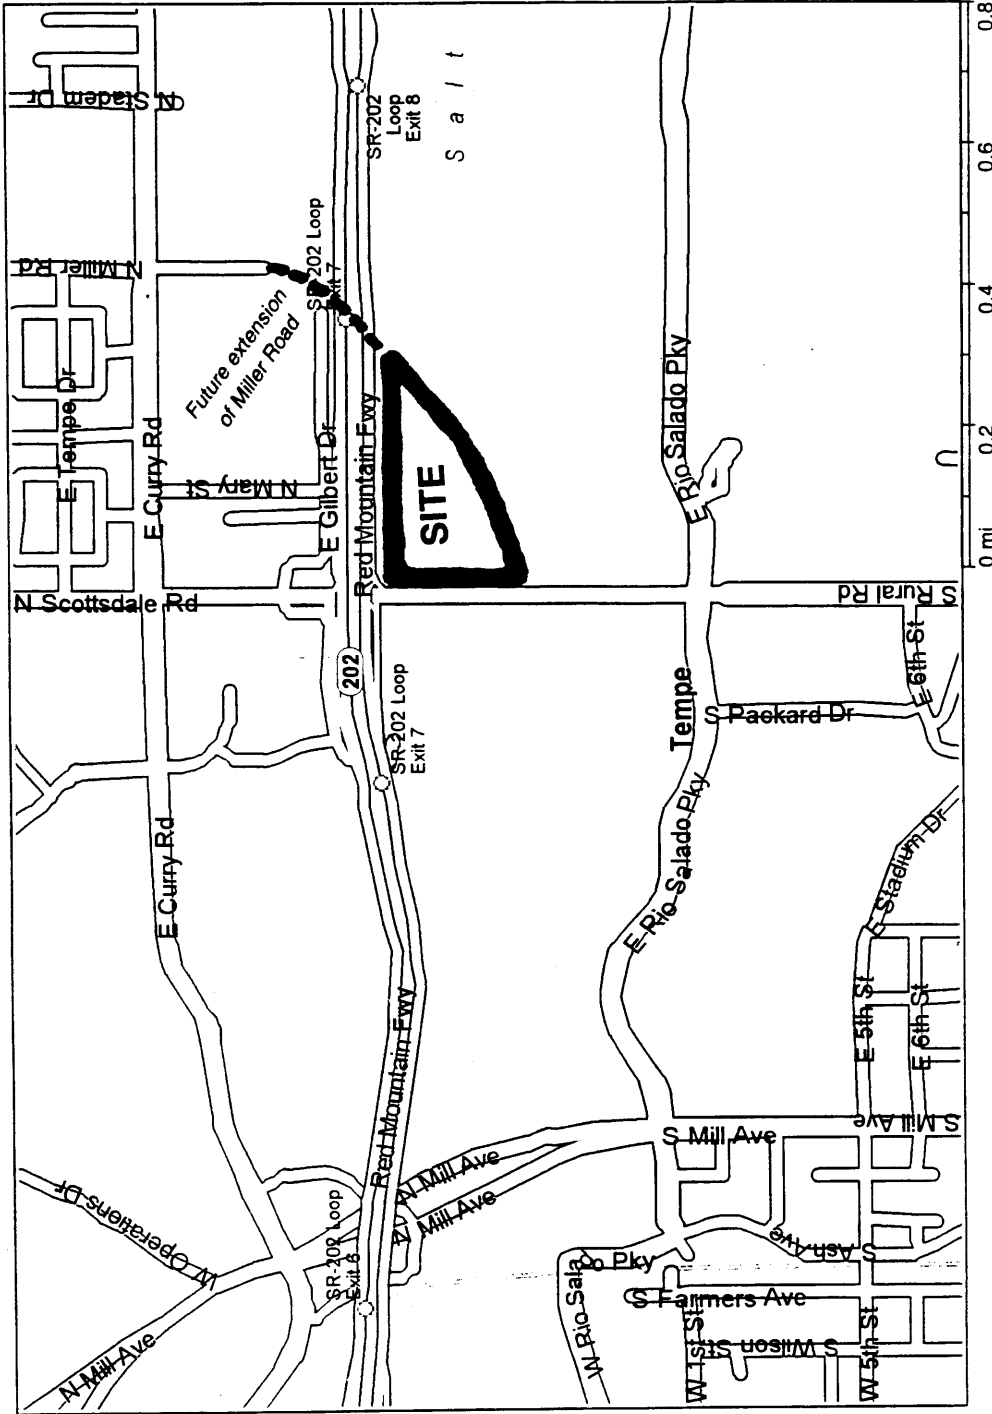 N Stadem Dr
N Miller Rd
E Tempe Dr
E Curry Rd
N Mary St
N Scottsdale Rd
E Curry Rd
W Operations Dr
N Mill Ave
Future extension
of Miller Road
SR-202 Loop
Exit 7
SR-202
Loop
Exit 8
E Gilbert Dr
Red Mountain Fwy
202
SR-202 Loop
Exit 7
Red Mountain Fwy
SR-202 Loop
Exit 6
N Mill Ave
N Mill Ave
Salt
SITE
E Rio Salado Pky
E Rio Salado Pky
Tempe
S Packard Dr
S Rural Rd
E 6th St
E Stadium Dr
E 5th St
E 6th St
S Mill Ave
S Mill Ave
S Ash Ave
W Rio Salado Pky
S Farmers Ave
W 1st St
S Wilson St
W 5th St
0 mi
0.2
0.4
0.6
0.8